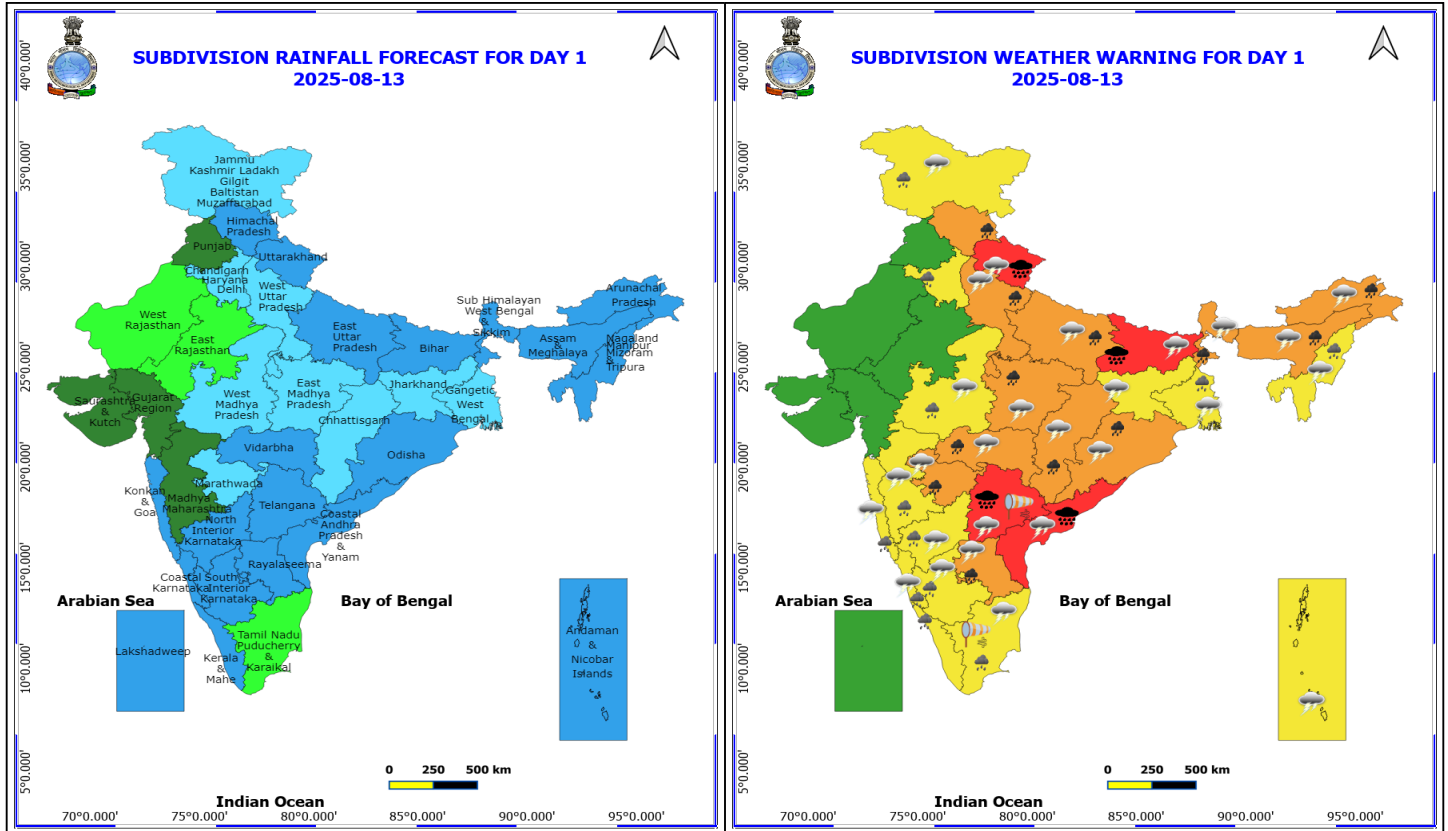 SUBDIVISION RAINFALL FORECAST FOR DAY 1
2025-08-13
40°0.000'
35°0.000'
30°0.000'
25°0.000'
20°0.000'
15°0.000'
10°0.000'
5°0.000'
Jammu
Kashmir Ladakh
Gilgit
Baltistan
Muzaffarabad
Himachal
Pradesh
Punjab
Uttarakhand
Chandigarh
Haryana
Delhi
West
Uttar
Pradesh
Arunachal
Pradesh
Sub Himalayan
West Bengal
&
Sikkim
West
Rajasthan
East
Rajasthan
East
Uttar
Pradesh
Bihar
Assam
&
Meghalaya
Nagaland
Manipur
Mizoram
&
Tripura
Saurashtra
&
Kutch
Gujarat
Region
West
Madhya
Pradesh
East
Madhya
Pradesh
Jharkhand
Gangetic
West
Bengal
Chhattisgarh
Vidarbha
Odisha
Konkan
&
Goa
Marathwada
Madhya
Maharashtra
Telangana
North
Interior
Karnataka
Coastal
Andhra
Pradesh
&
Yanam
Rayalaseema
Coastal
Karnataka
South
Interior
Karnataka
Arabian Sea
Bay of Bengal
Lakshadweep
Kerala
&
Mahe
Tamil Nadu
Puducherry
&
Karaikal
Andaman
&
Nicobar
Islands
0 250 500 km
Indian Ocean
70°0.000' 75°0.000' 80°0.000' 85°0.000' 90°0.000' 95°0.000'
SUBDIVISION WEATHER WARNING FOR DAY 1
2025-08-13
40°0.000'
35°0.000'
30°0.000'
25°0.000'
20°0.000'
15°0.000'
10°0.000'
5°0.000'
Arabian Sea
Bay of Bengal
0 250 500 km
Indian Ocean
70°0.000' 75°0.000' 80°0.000' 85°0.000' 90°0.000' 95°0.000'